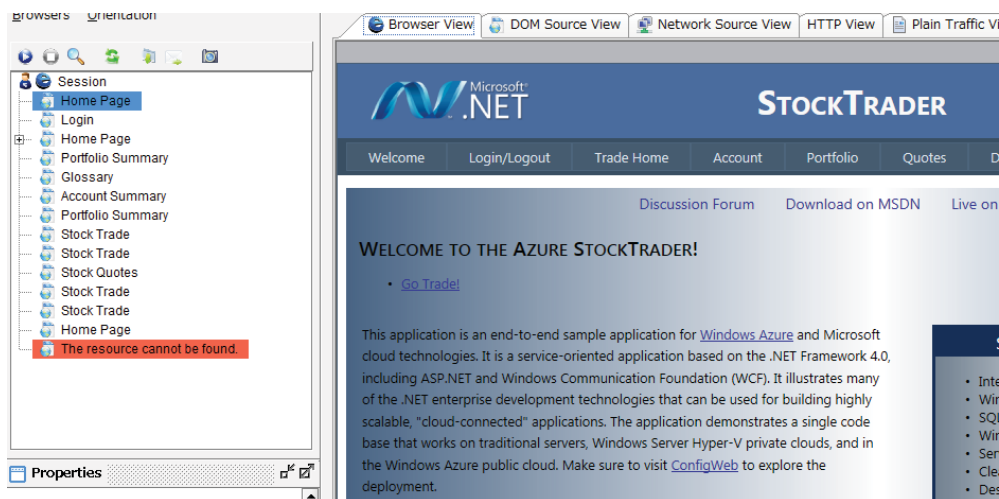 Browsers Orientation
Session
Home Page
Login
Home Page
Portfolio Summary
Glossary
Account Summary
Portfolio Summary
Stock Trade
Stock Trade
Stock Quotes
Stock Trade
Stock Trade
Home Page
The resource cannot be found.
Properties
Browser View DOM Source View Network Source View HTTP View Plain Traffic Vi
Microsoft
.NET
STOCKTRADER
Welcome Login/Logout Trade Home Account Portfolio Quotes D
Discussion Forum Download on MSDN Live on
WELCOME TO THE AZURE STOCKTRADER!
• Go Trade!
This application is an end-to-end sample application for Windows Azure and Microsoft
cloud technologies. It is a service-oriented application based on the .NET Framework 4.0,
including ASP.NET and Windows Communication Foundation (WCF). It illustrates many
of the .NET enterprise development technologies that can be used for building highly
scalable, "cloud-connected" applications. The application demonstrates a single code
base that works on traditional servers, Windows Server Hyper-V private clouds, and in
the Windows Azure public cloud. Make sure to visit ConfigWeb to explore the
deployment.
S
• Inte
• Win
• SQL
• Win
• Ser
• Clea
• Des